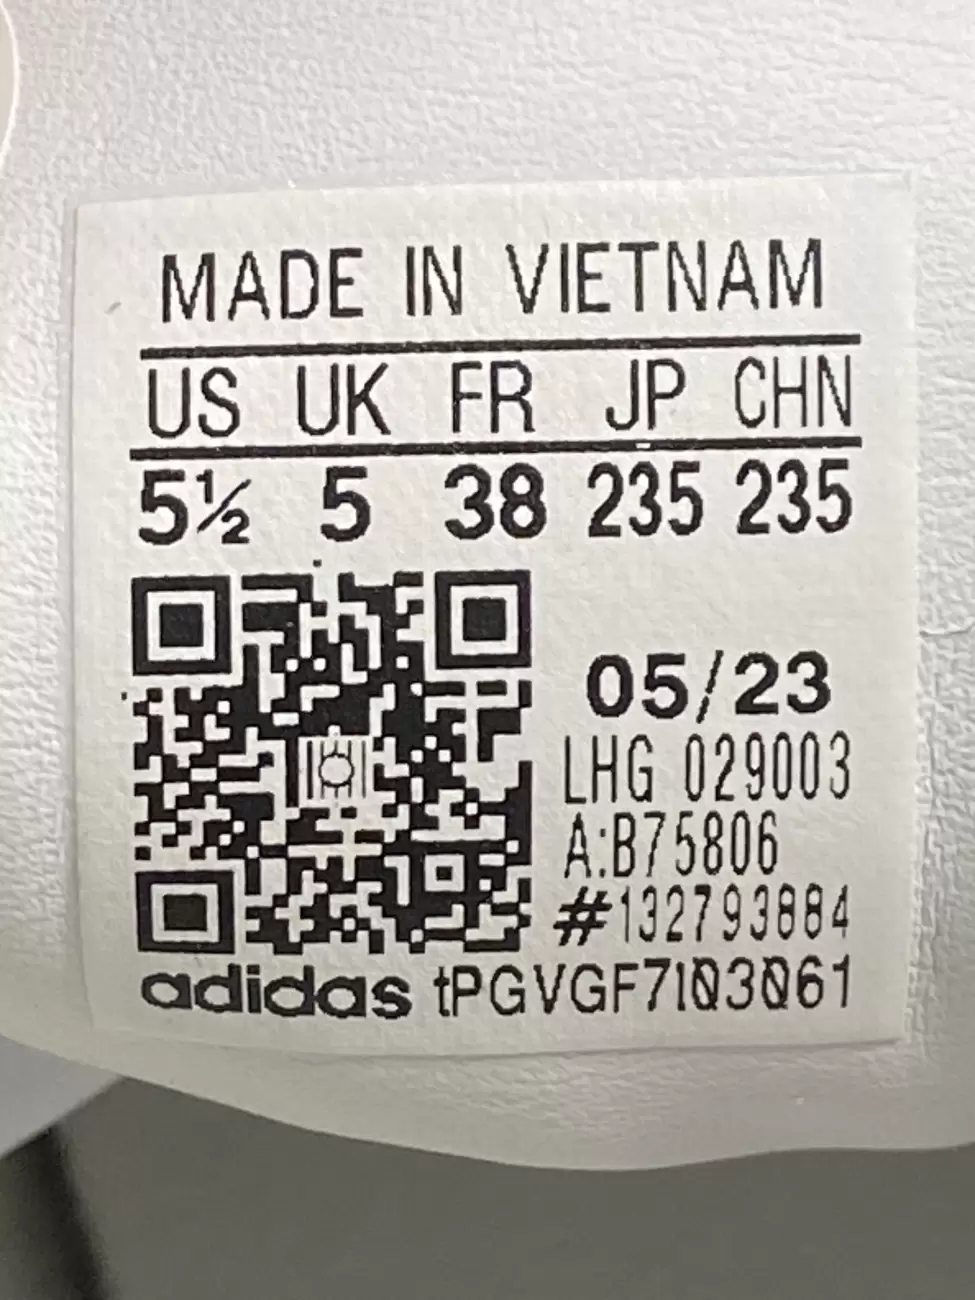 MADE IN VIETNAM
US UK FR JP CHN
5½ 5 38 235 235
05/23
LHG 029003
A:B75806
#132793884
adidas tPGVGF7103061